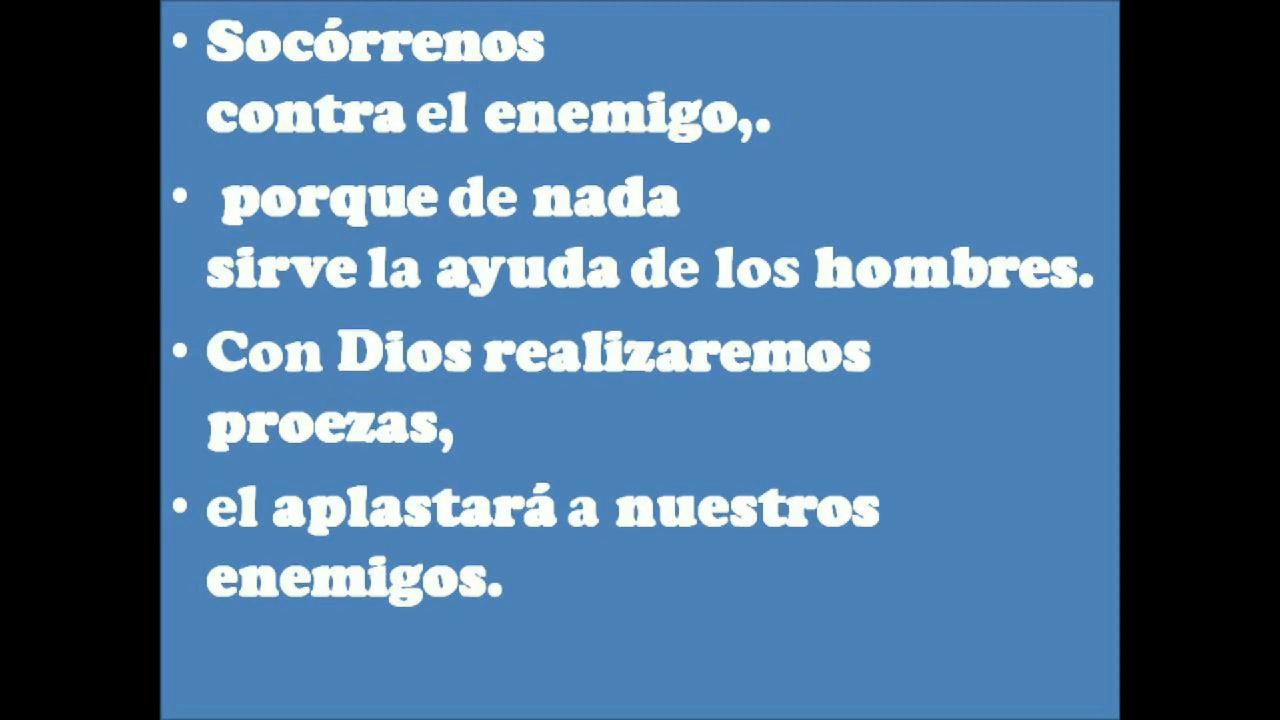 • Socórrenos
contra el enemigo,.
• porque de nada
sirve la ayuda de los hombres.
• Con Dios realizaremos
proezas,
• el aplastará a nuestros
enemigos.